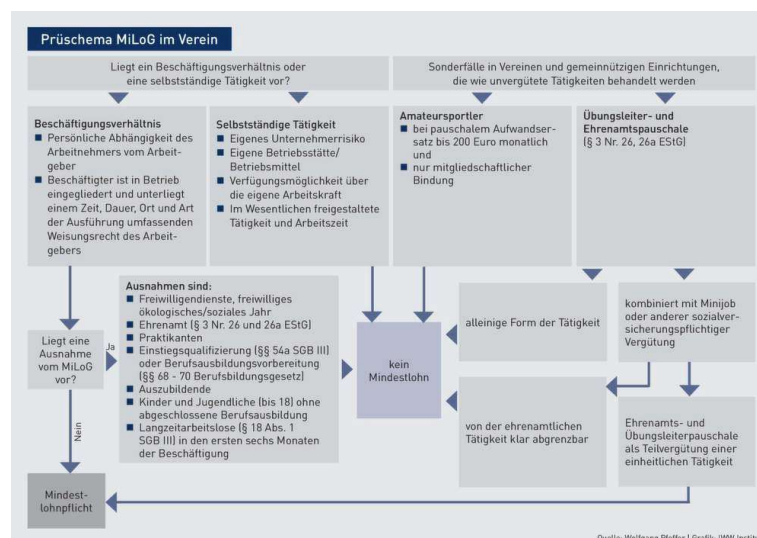 Prüschema MiLoG im Verein
Liegt ein Beschäftigungsverhältnis oder
eine selbstständige Tätigkeit vor?
Sonderfälle in Vereinen und gemeinnützigen Einrichtungen,
die wie unvergütete Tätigkeiten behandelt werden
Beschäftigungsverhältnis
Persönliche Abhängigkeit des
Arbeitnehmers vom Arbeit-
geber
Beschäftigter ist in Betrieb
eingegliedert und unterliegt
einem Zeit, Dauer, Ort und Art
der Ausführung umfassenden
Weisungsrecht des Arbeit-
gebers
Selbstständige Tätigkeit
Eigenes Unternehmerrisiko
Eigene Betriebsstätte/
Betriebsmittel
Verfügungsmöglichkeit über
die eigene Arbeitskraft
Im Wesentlichen freigestaltete
Tätigkeit und Arbeitszeit
Amateursportler
bei pauschalem Aufwandser-
satz bis 200 Euro monatlich
und
nur mitgliedschaftlicher
Bindung
Übungsleiter- und
Ehrenamtspauschale
(§ 3 Nr. 26, 26a EStG)
Liegt eine
Ausnahme
vom MiLoG
vor?
Ja
Nein
Ausnahmen sind:
Freiwilligendienste, freiwilliges
ökologisches/soziales Jahr
Ehrenamt (§ 3 Nr. 26 und 26a EStG)
Praktikanten
Einstiegsqualifizierung (§§ 54a SGB III)
oder Berufsausbildungsvorbereitung
(§§ 68 - 70 Berufsbildungsgesetz)
Auszubildende
Kinder und Jugendliche (bis 18) ohne
abgeschlossene Berufsausbildung
Langzeitarbeitslose (§ 18 Abs. 1
SGB III) in den ersten sechs Monaten
der Beschäftigung
kein
Mindestlohn
alleinige Form der Tätigkeit
kombiniert mit Minijob
oder anderer sozialver-
sicherungspflichtiger
Vergütung
von der ehrenamtlichen
Tätigkeit klar abgrenzbar
Ehrenamts- und
Übungsleiterpauschale
als Teilvergütung einer
einheitlichen Tätigkeit
Mindest-
lohnpflicht
Quelle: Wolfgang Pfeffer | Grafik: IWW Instit